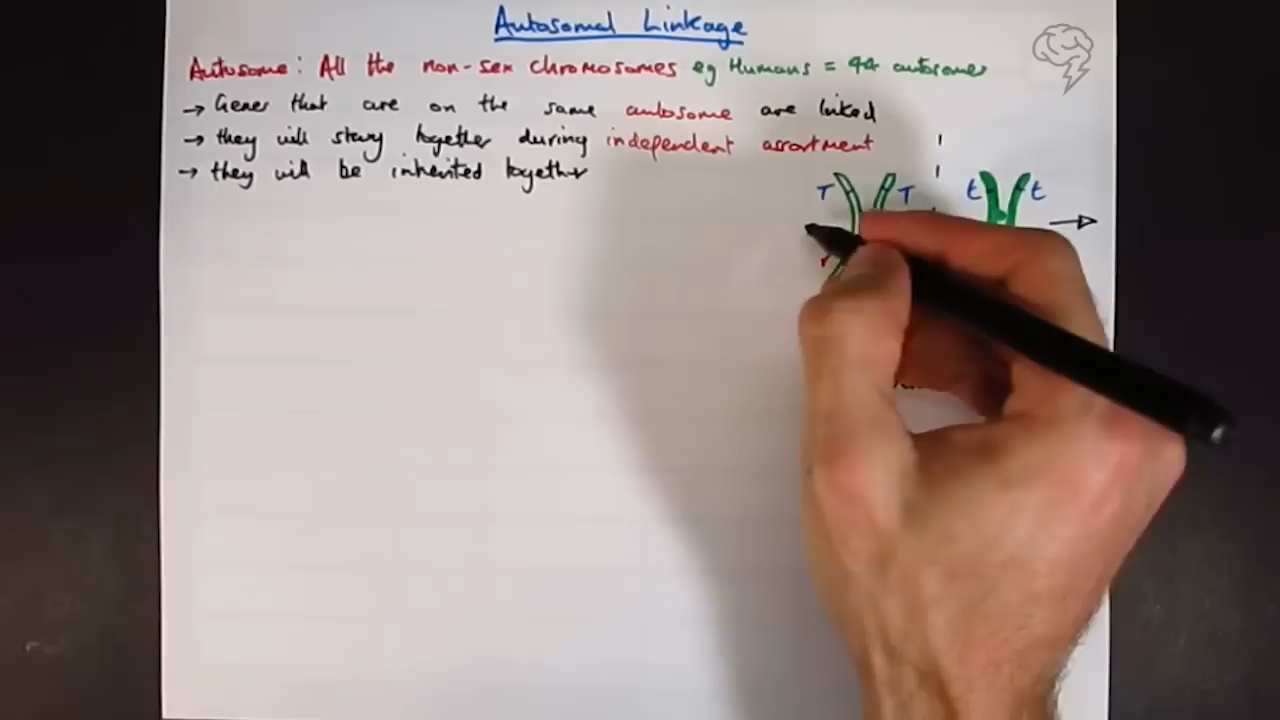 Autosomal Linkage
Autosome: All the non-sex chromosomes eg Humans = 44 autosomes
→ Genes that are on the same autosome are linked
→ they will stay together during independent assortment
→ they will be inherited together
T T t t
r